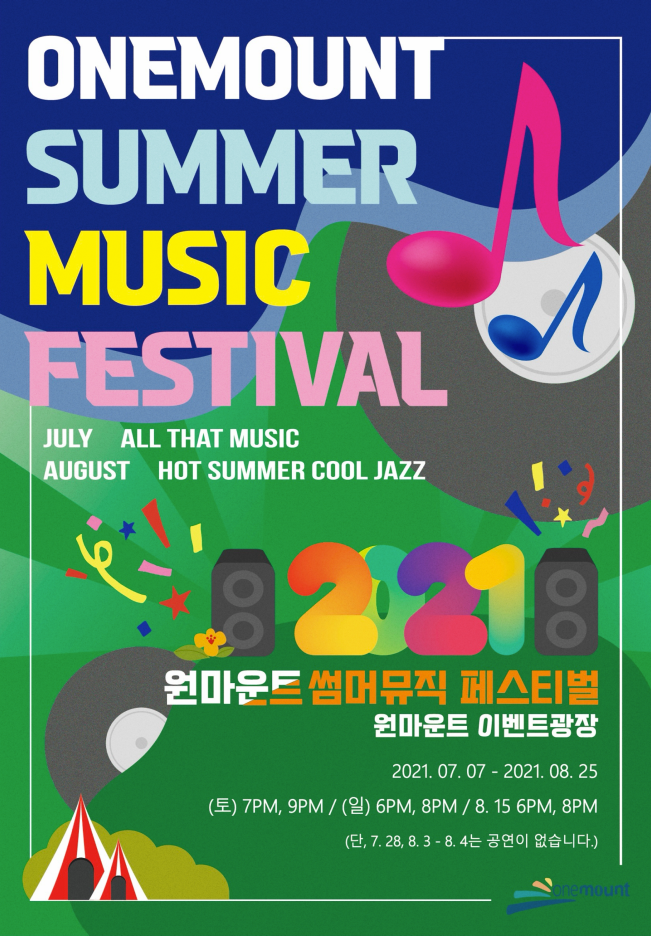 ONEMOUNT
SUMMER
MUSIC
FESTIVAL
JULY ALL THAT MUSIC
AUGUST HOT SUMMER COOL JAZZ
2021
원마운트 썸머뮤직 페스티벌
원마운트 이벤트광장
2021. 07. 07 - 2021. 08. 25
(토) 7PM, 9PM / (일) 6PM, 8PM / 8. 15 6PM, 8PM
(단, 7. 28, 8. 3 - 8. 4는 공연이 없습니다.)
onemount